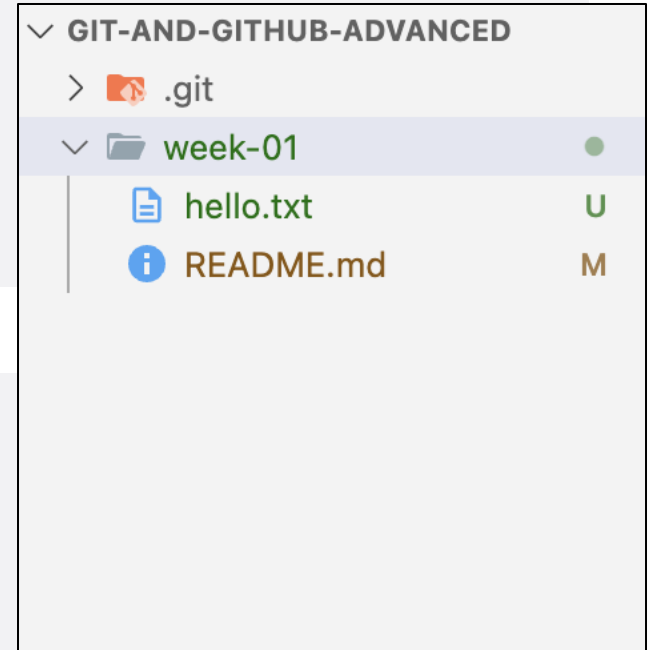 GIT-AND-GITHUB-ADVANCED
.git
week-01
hello.txt U
README.md M